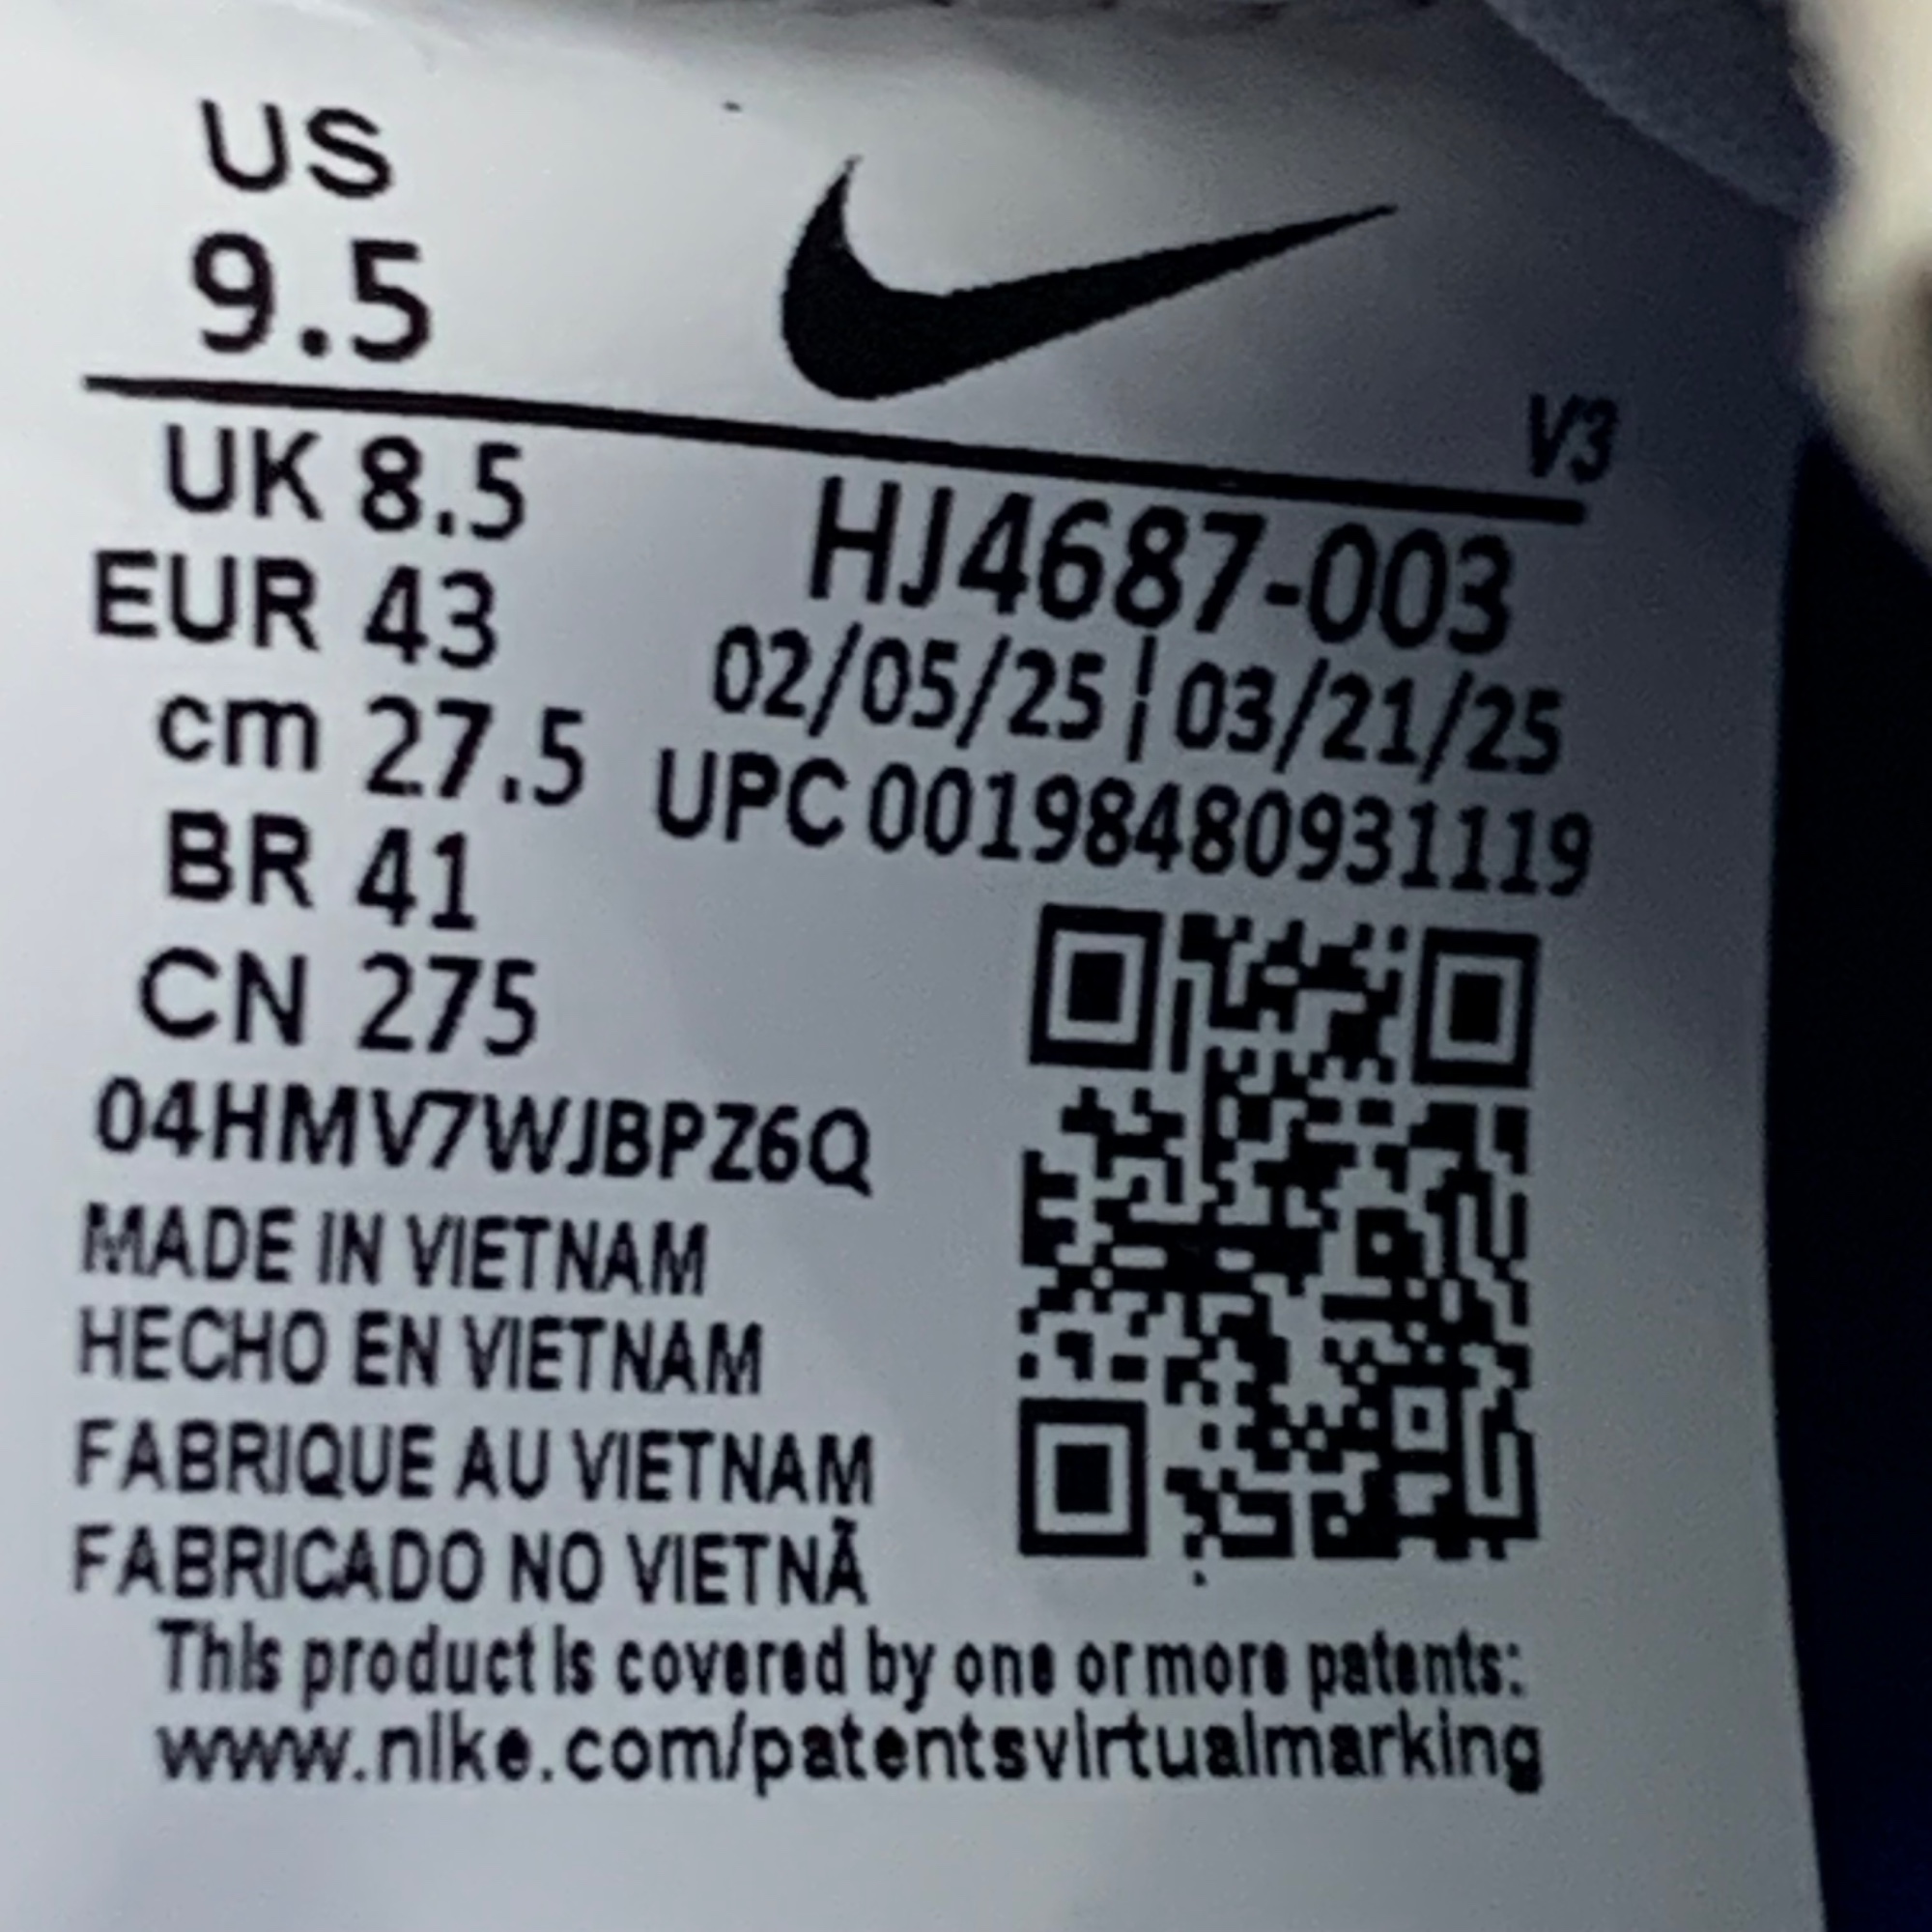 US
9.5
V3
UK 8.5
EUR 43
cm 27.5
BR 41
CN 275
HJ4687-003
02/05/25 | 03/21/25
UPC 00198480931119
04HMV7WJBPZ6Q
MADE IN VIETNAM
HECHO EN VIETNAM
FABRIQUE AU VIETNAM
FABRICADO NO VIETNÃ
This product is covered by one or more patents:
www.nike.com/patentsvirtualmarking